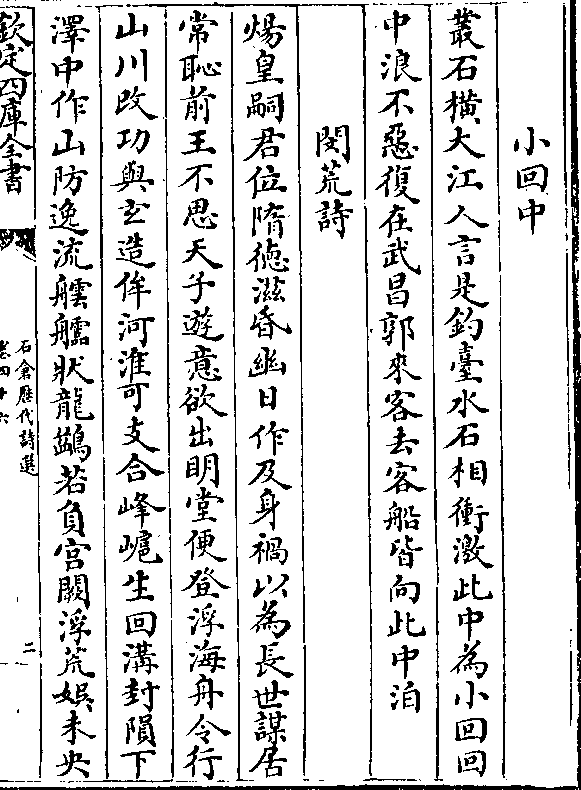 小回中
叢石橫大江人言是釣臺水石相衝激此中為小回回
中浪不惡復在武昌郭來客去客船皆向此中泊
閔荒詩
煬皇嗣君位隋德滋昏幽日作及身禍以為長世謀居
常恥前王不思天子遊意欲出明堂便登浮海舟令行
山川改功與玄造侔河淮可支合峰㟓生回溝封隕下
澤中作山防逸流艛艡狀龍鷁若負宮闕浮荒娛未央
欽定四庫全書
石倉歷代詩選
卷四十六
二